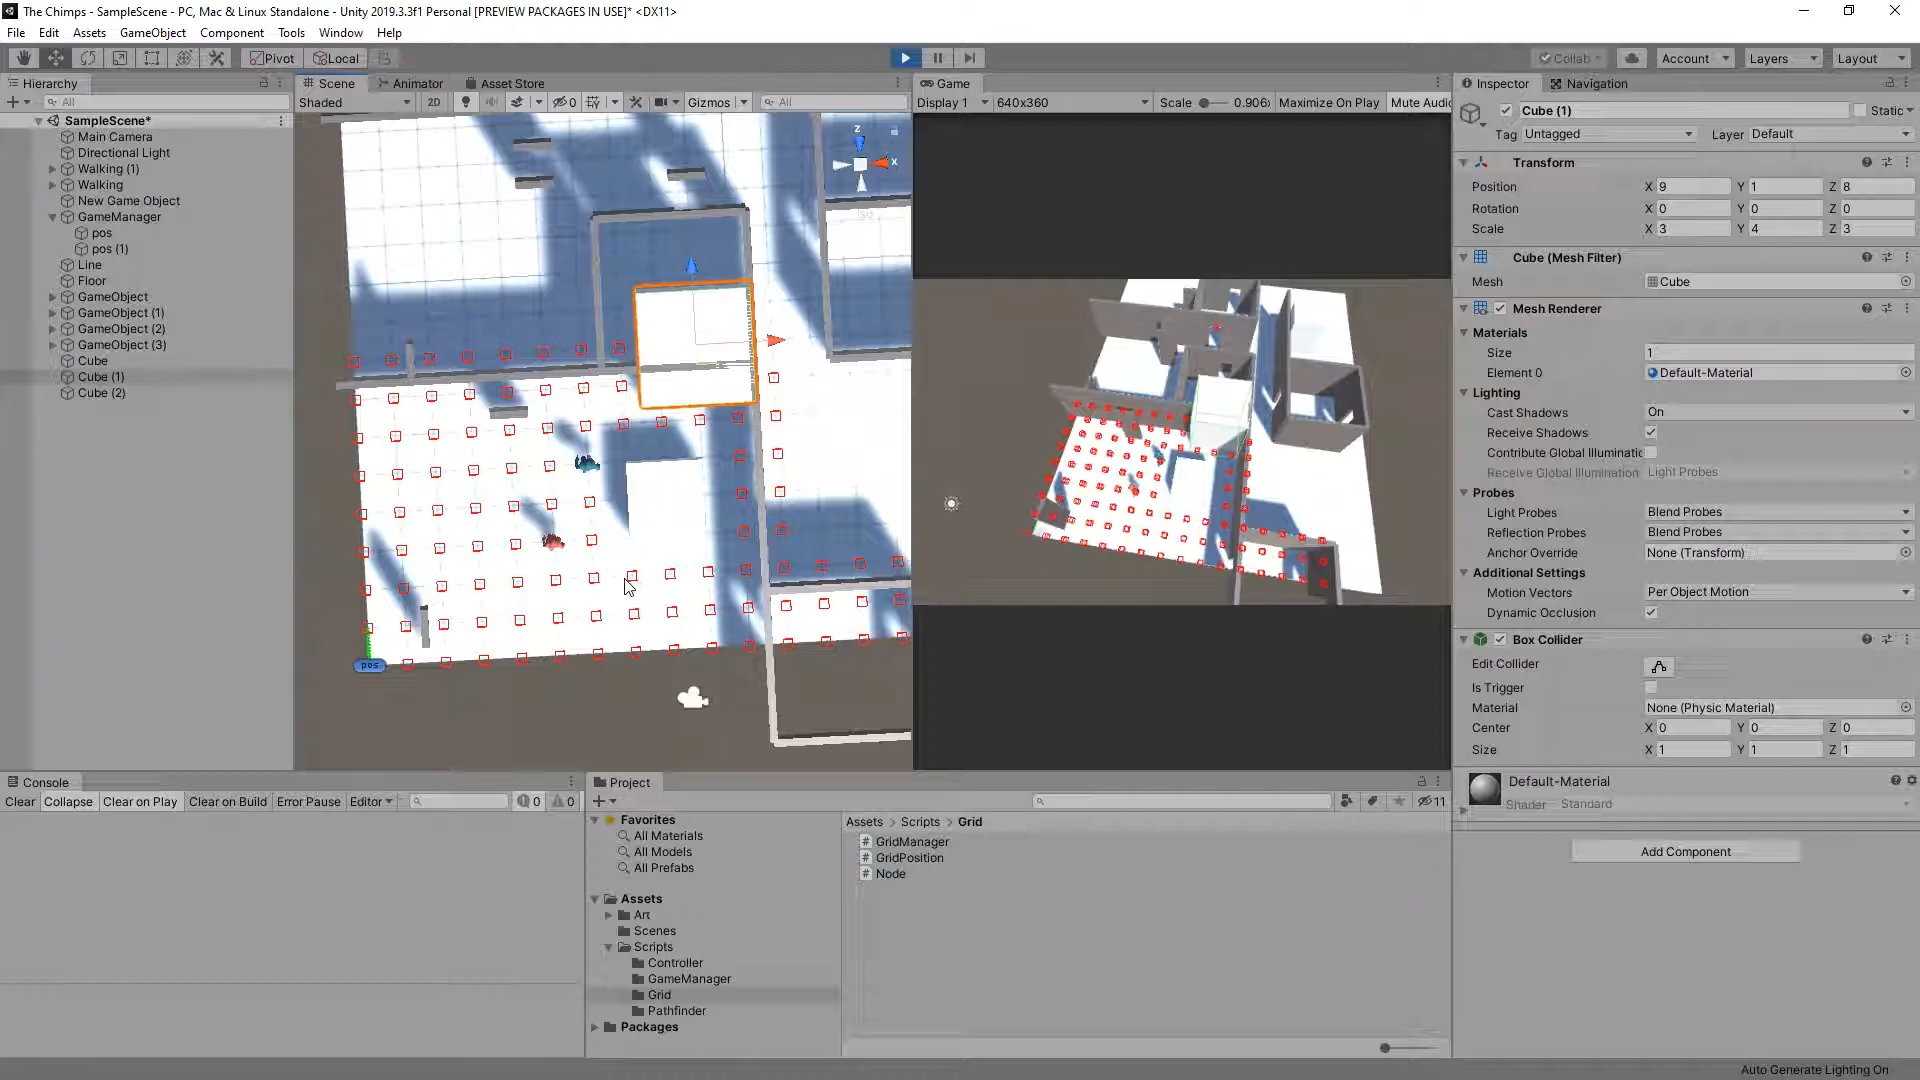 The Chimps - SampleScene - PC, Mac & Linux Standalone - Unity 2019.3.3f1 Personal [PREVIEW PACKAGES IN USE]* <DX11>
File Edit Assets GameObject Component Tools Window Help
Pivot Local Collab Account Layers Layout
Hierarchy
All
SampleScene*
Main Camera
Directional Light
Walking (1)
Walking
New Game Object
GameManager
pos
pos (1)
Line
Floor
GameObject
GameObject (1)
GameObject (2)
GameObject (3)
Cube
Cube (1)
Cube (2)
Scene Animator Asset Store
Shaded 2D 0 Gizmos All
z
x
Iso
pos
Game
Display 1 640x360 Scale 0.906x Maximize On Play Mute Audio
Inspector Navigation
Cube (1) Static
Tag Untagged Layer Default
Transform
Position X 9 Y 1 Z 8
Rotation X 0 Y 0 Z 0
Scale X 3 Y 4 Z 3
Cube (Mesh Filter)
Mesh Cube
Mesh Renderer
Materials
Size 1
Element 0 Default-Material
Lighting
Cast Shadows On
Receive Shadows
Contribute Global Illuminatic
Receive Global Illumination Light Probes
Probes
Light Probes Blend Probes
Reflection Probes Blend Probes
Anchor Override None (Transform)
Additional Settings
Motion Vectors Per Object Motion
Dynamic Occlusion
Box Collider
Edit Collider
Is Trigger
Material None (Physic Material)
Center X 0 Y 0 Z 0
Size X 1 Y 1 Z 1
Default-Material
Shader Standard
Add Component
Console
Clear Collapse Clear on Play Clear on Build Error Pause Editor 0 0
Project
11
Favorites
All Materials
All Models
All Prefabs
Assets
Art
Scenes
Scripts
Controller
GameManager
Grid
Pathfinder
Packages
Assets > Scripts > Grid
GridManager
GridPosition
Node
Auto Generate Lighting On